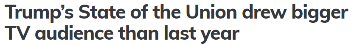 Trump’s State of the Union drew bigger
TV audience than last year